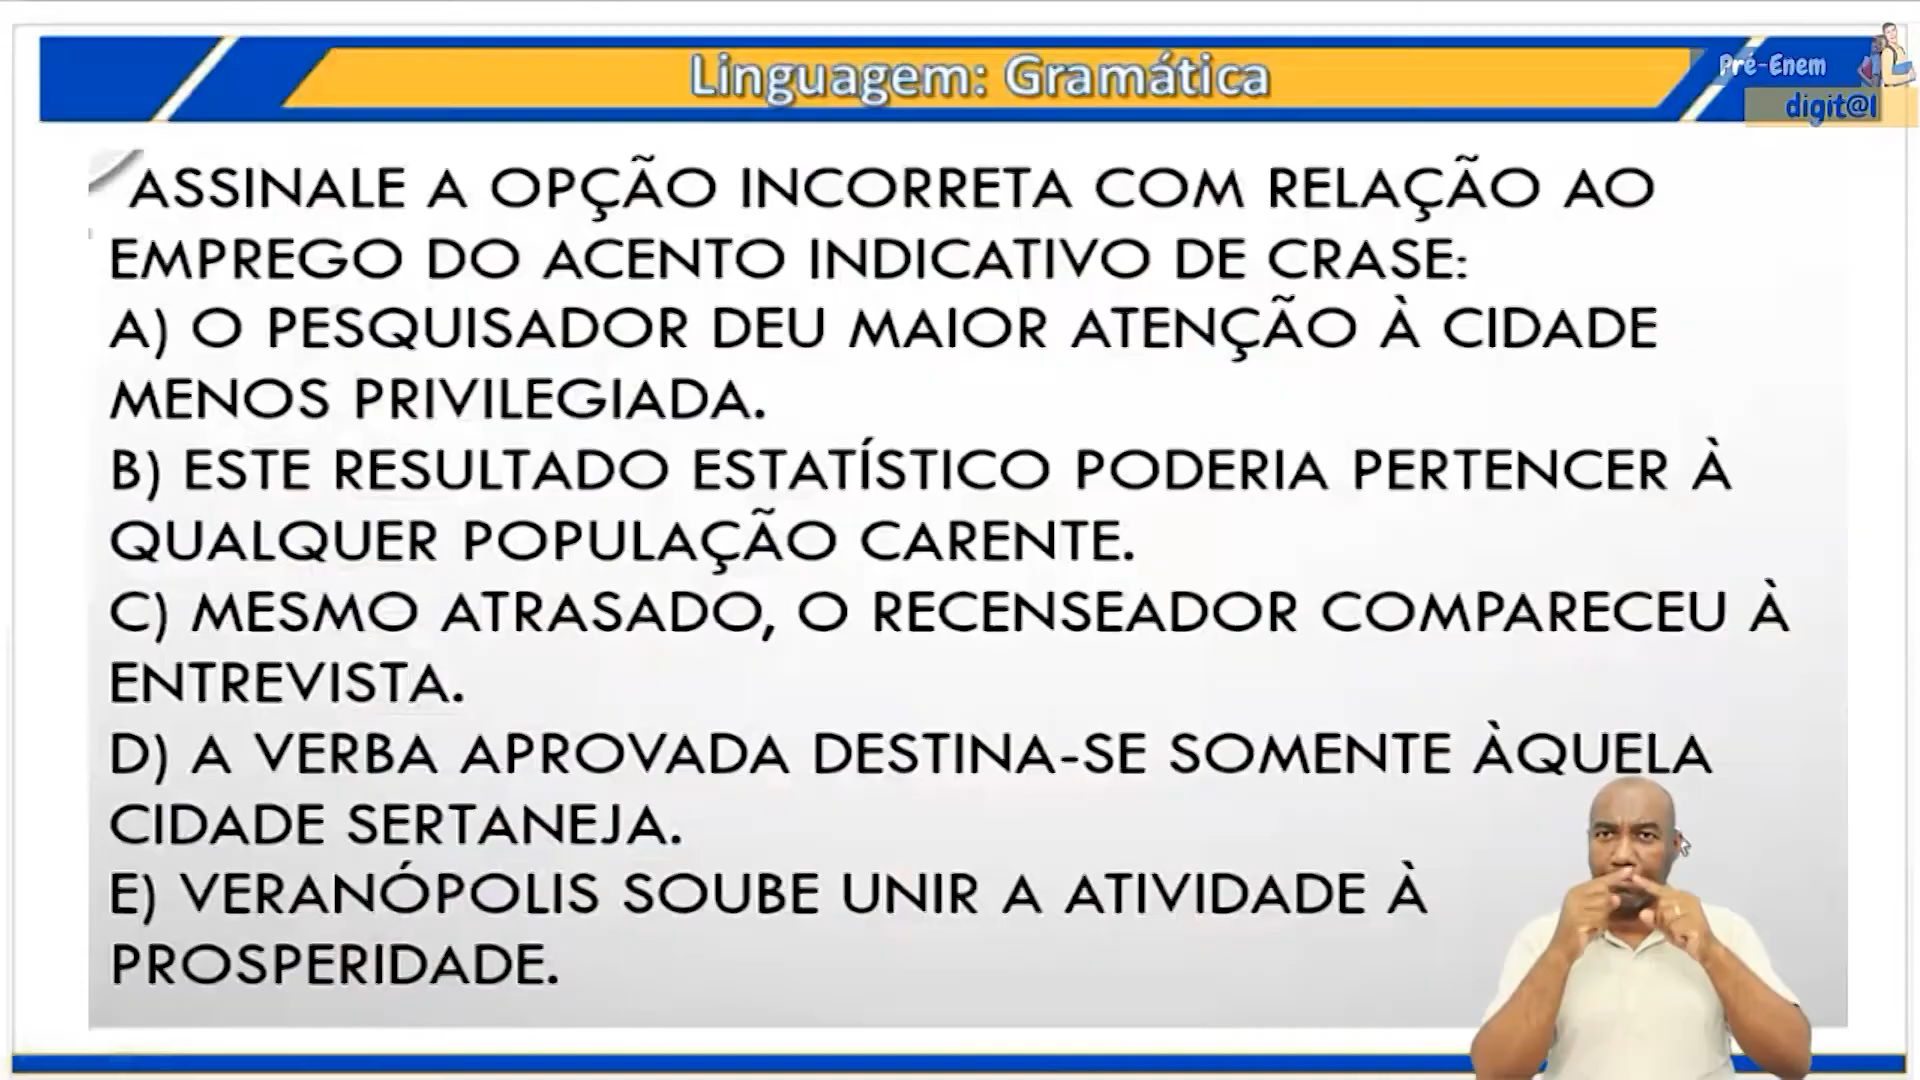 Linguagem: Gramática
Pré-Enem
digit@l
ASSINALE A OPÇÃO INCORRETA COM RELAÇÃO AO
EMPREGO DO ACENTO INDICATIVO DE CRASE:
A) O PESQUISADOR DEU MAIOR ATENÇÃO À CIDADE
MENOS PRIVILEGIADA.
B) ESTE RESULTADO ESTATÍSTICO PODERIA PERTENCER À
QUALQUER POPULAÇÃO CARENTE.
C) MESMO ATRASADO, O RECENSEADOR COMPARECEU À
ENTREVISTA.
D) A VERBA APROVADA DESTINA-SE SOMENTE ÀQUELA
CIDADE SERTANEJA.
E) VERANÓPOLIS SOUBE UNIR A ATIVIDADE À
PROSPERIDADE.